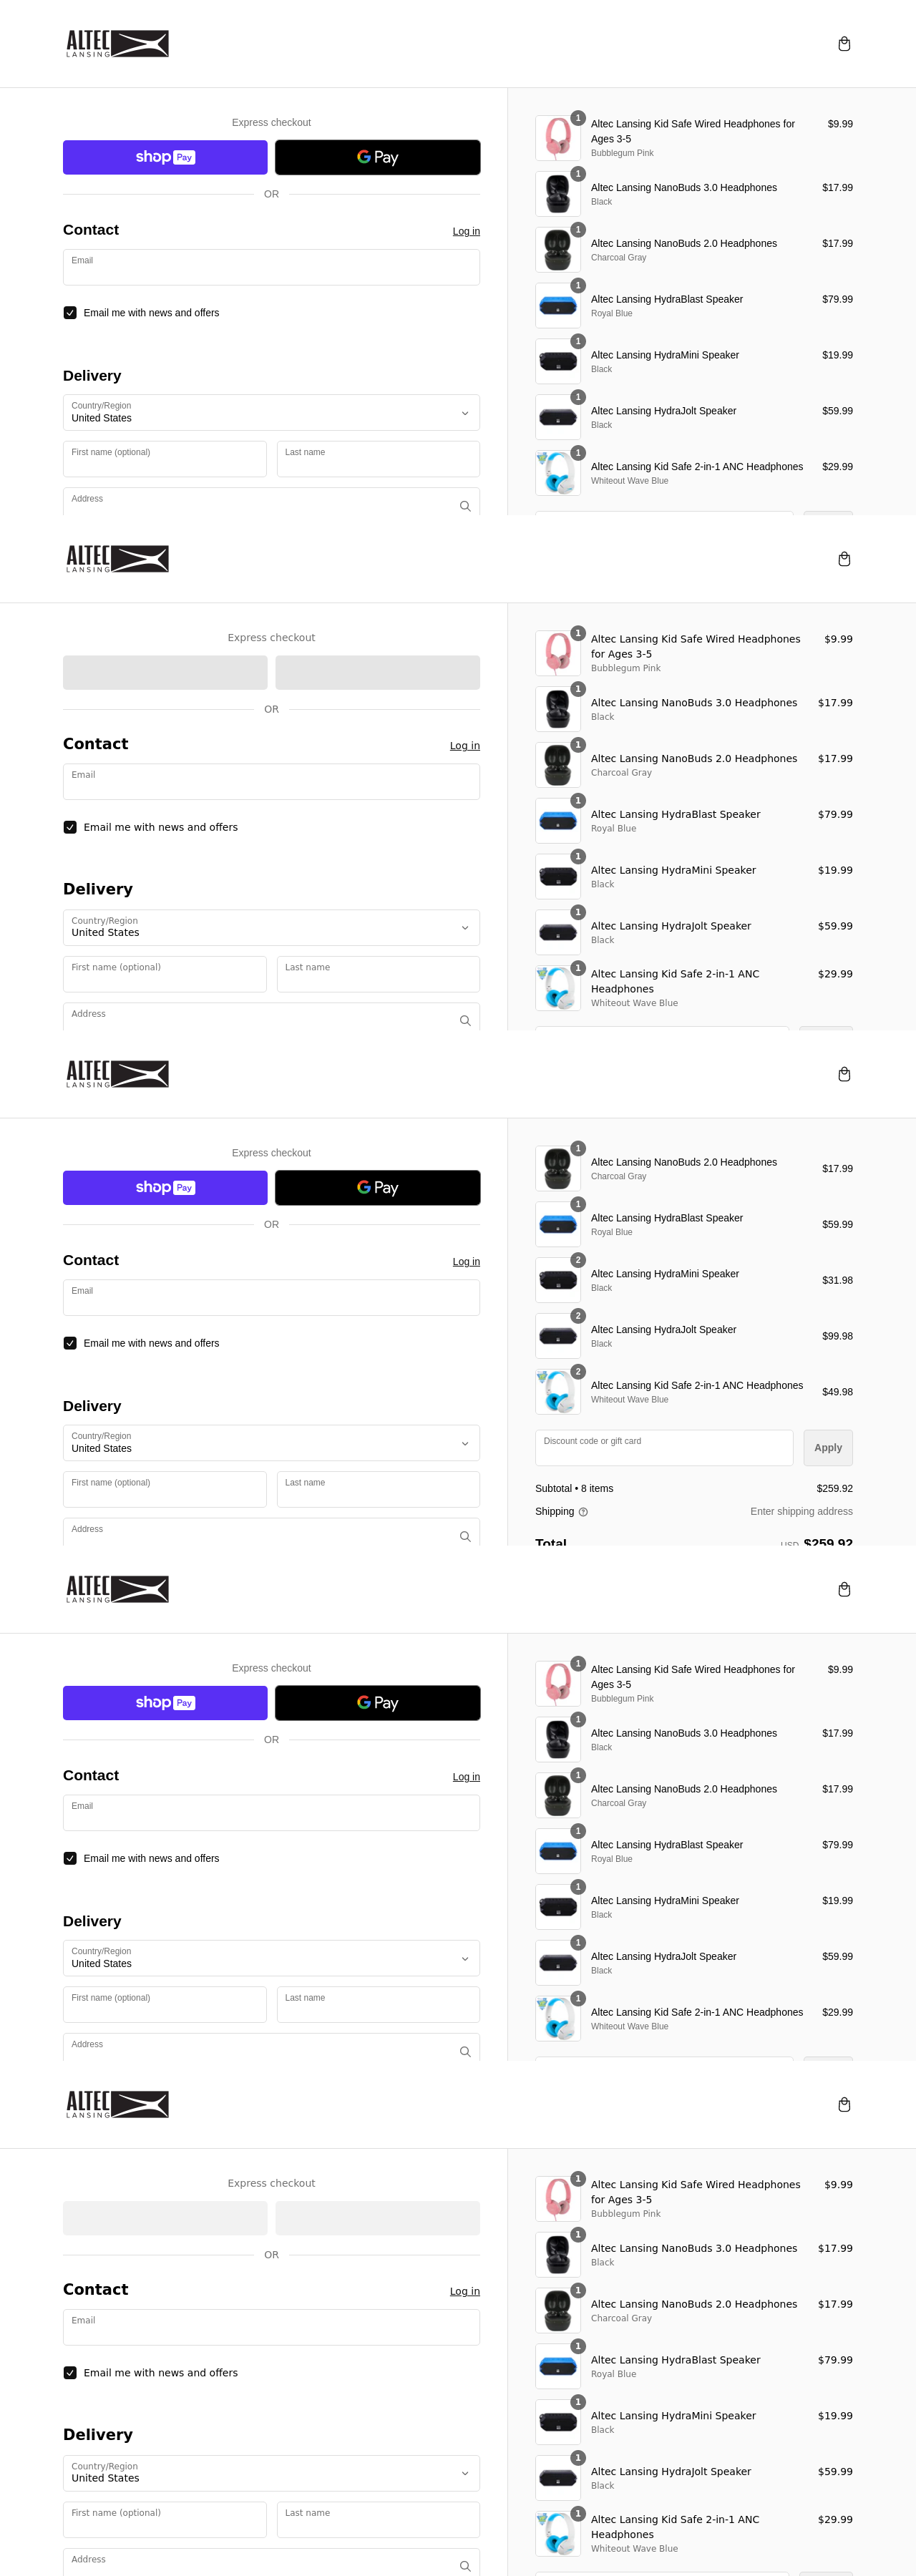 ALTEC
LANSING
Express checkout
shop Pay
G Pay
OR
Contact
Log in
Email
Email me with news and offers
Delivery
Country/Region
United States
First name (optional)
Last name
Address
1
Altec Lansing Kid Safe Wired Headphones for
Ages 3-5
Bubblegum Pink
$9.99
1
Altec Lansing NanoBuds 3.0 Headphones
Black
$17.99
1
Altec Lansing NanoBuds 2.0 Headphones
Charcoal Gray
$17.99
1
Altec Lansing HydraBlast Speaker
Royal Blue
$79.99
1
Altec Lansing HydraMini Speaker
Black
$19.99
1
Altec Lansing HydraJolt Speaker
Black
$59.99
1
Altec Lansing Kid Safe 2-in-1 ANC Headphones
Whiteout Wave Blue
$29.99
ALTEC
LANSING
Express checkout
OR
Contact
Log in
Email
Email me with news and offers
Delivery
Country/Region
United States
First name (optional)
Last name
Address
1
Altec Lansing Kid Safe Wired Headphones
for Ages 3-5
Bubblegum Pink
$9.99
1
Altec Lansing NanoBuds 3.0 Headphones
Black
$17.99
1
Altec Lansing NanoBuds 2.0 Headphones
Charcoal Gray
$17.99
1
Altec Lansing HydraBlast Speaker
Royal Blue
$79.99
1
Altec Lansing HydraMini Speaker
Black
$19.99
1
Altec Lansing HydraJolt Speaker
Black
$59.99
1
Altec Lansing Kid Safe 2-in-1 ANC
Headphones
Whiteout Wave Blue
$29.99
ALTEC
LANSING
Express checkout
shop Pay
G Pay
OR
Contact
Log in
Email
Email me with news and offers
Delivery
Country/Region
United States
First name (optional)
Last name
Address
1
Altec Lansing NanoBuds 2.0 Headphones
Charcoal Gray
$17.99
1
Altec Lansing HydraBlast Speaker
Royal Blue
$59.99
2
Altec Lansing HydraMini Speaker
Black
$31.98
2
Altec Lansing HydraJolt Speaker
Black
$99.98
2
Altec Lansing Kid Safe 2-in-1 ANC Headphones
Whiteout Wave Blue
$49.98
Discount code or gift card
Apply
Subtotal • 8 items
$259.92
Shipping
Enter shipping address
Total
USD $259.92
ALTEC
LANSING
Express checkout
shop Pay
G Pay
OR
Contact
Log in
Email
Email me with news and offers
Delivery
Country/Region
United States
First name (optional)
Last name
Address
1
Altec Lansing Kid Safe Wired Headphones for
Ages 3-5
Bubblegum Pink
$9.99
1
Altec Lansing NanoBuds 3.0 Headphones
Black
$17.99
1
Altec Lansing NanoBuds 2.0 Headphones
Charcoal Gray
$17.99
1
Altec Lansing HydraBlast Speaker
Royal Blue
$79.99
1
Altec Lansing HydraMini Speaker
Black
$19.99
1
Altec Lansing HydraJolt Speaker
Black
$59.99
1
Altec Lansing Kid Safe 2-in-1 ANC Headphones
Whiteout Wave Blue
$29.99
ALTEC
LANSING
Express checkout
OR
Contact
Log in
Email
Email me with news and offers
Delivery
Country/Region
United States
First name (optional)
Last name
Address
1
Altec Lansing Kid Safe Wired Headphones
for Ages 3-5
Bubblegum Pink
$9.99
1
Altec Lansing NanoBuds 3.0 Headphones
Black
$17.99
1
Altec Lansing NanoBuds 2.0 Headphones
Charcoal Gray
$17.99
1
Altec Lansing HydraBlast Speaker
Royal Blue
$79.99
1
Altec Lansing HydraMini Speaker
Black
$19.99
1
Altec Lansing HydraJolt Speaker
Black
$59.99
1
Altec Lansing Kid Safe 2-in-1 ANC
Headphones
Whiteout Wave Blue
$29.99